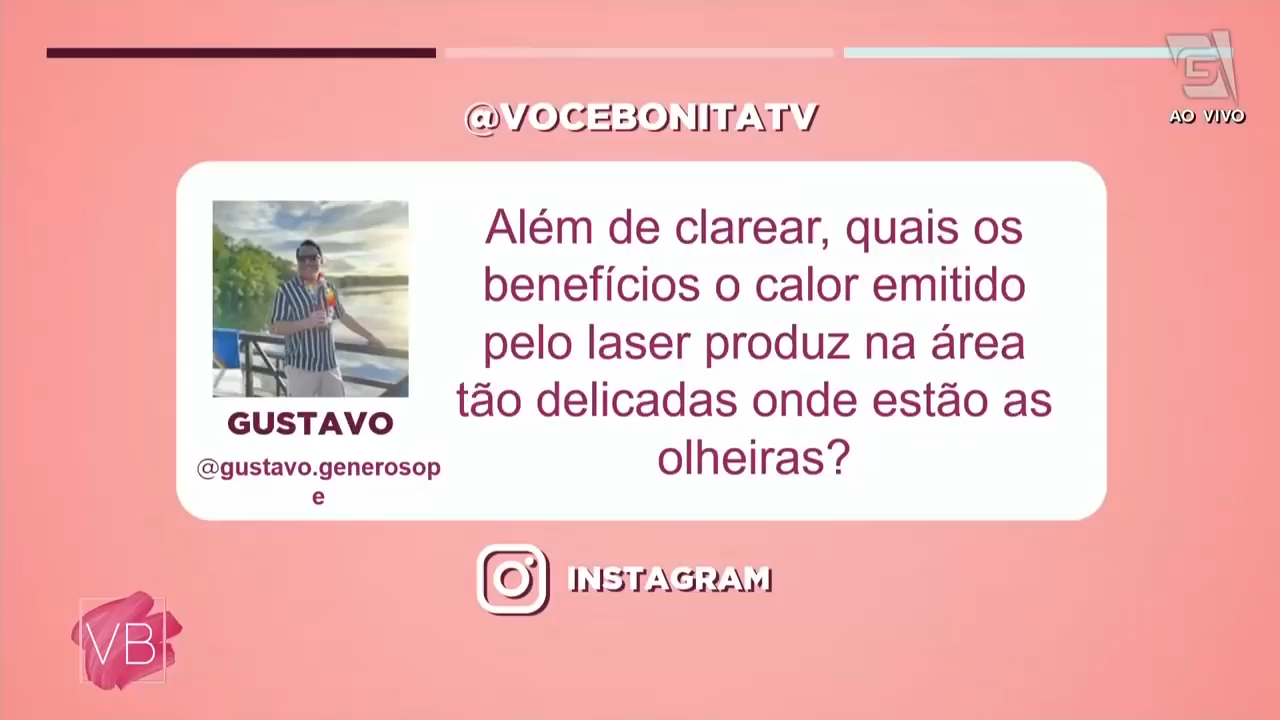 @VOCEBONITATV
AO VIVO
Além de clarear, quais os
benefícios o calor emitido
pelo laser produz na área
tão delicadas onde estão as
olheiras?
GUSTAVO
@gustavo.generosop
e
INSTAGRAM
VB